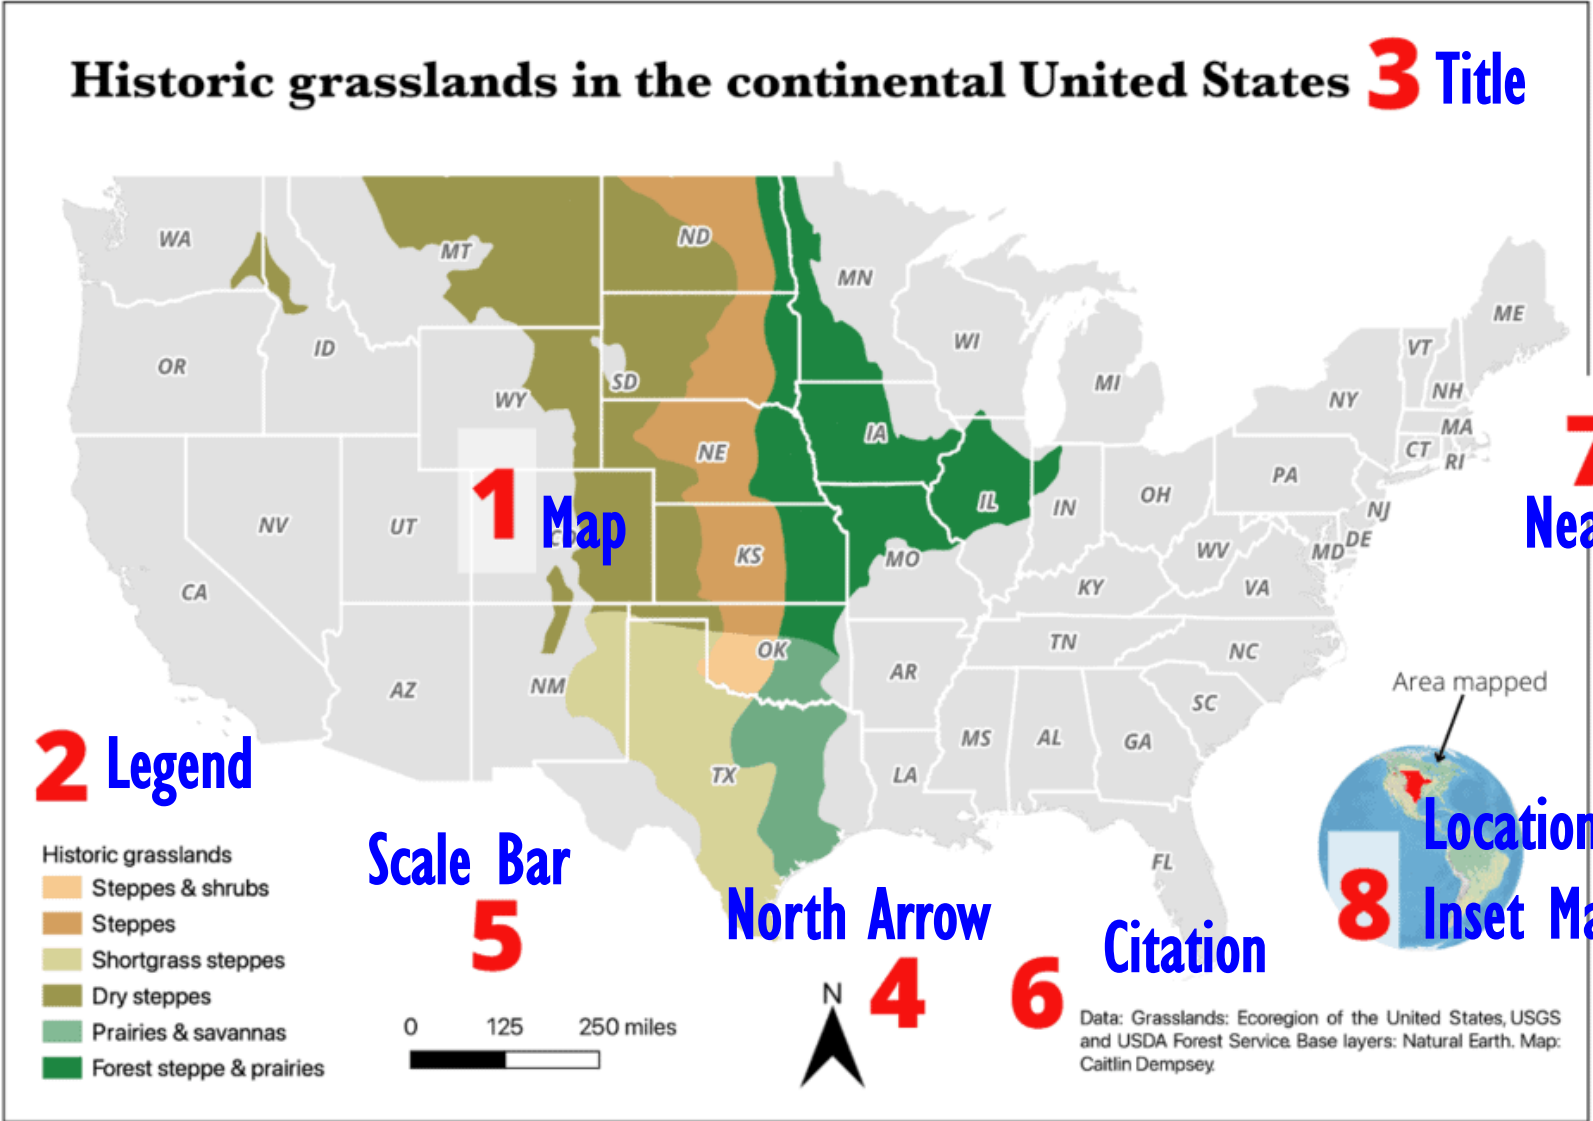 Historic grasslands in the continental United States 3 Title
WA
MT
ND
MN
ME
OR
ID
WY
SD
WI
MI
VT
NH
NY
MA
CT
RI
NE
IA
IL
IN
OH
PA
NJ
DE
MD
NV
UT
1 Map
KS
MO
WV
VA
KY
CA
OK
TN
NC
AZ
NM
AR
SC
MS
AL
GA
TX
LA
FL
7
Area mapped
Location
8 Inset
2 Legend
Historic grasslands
Steppes & shrubs
Steppes
Shortgrass steppes
Dry steppes
Prairies & savannas
Forest steppe & prairies
Scale Bar
5
0 125 250 miles
North Arrow
N 4
6 Citation
Data: Grasslands: Ecoregion of the United States, USGS
and USDA Forest Service. Base layers: Natural Earth. Map:
Caitlin Dempsey.